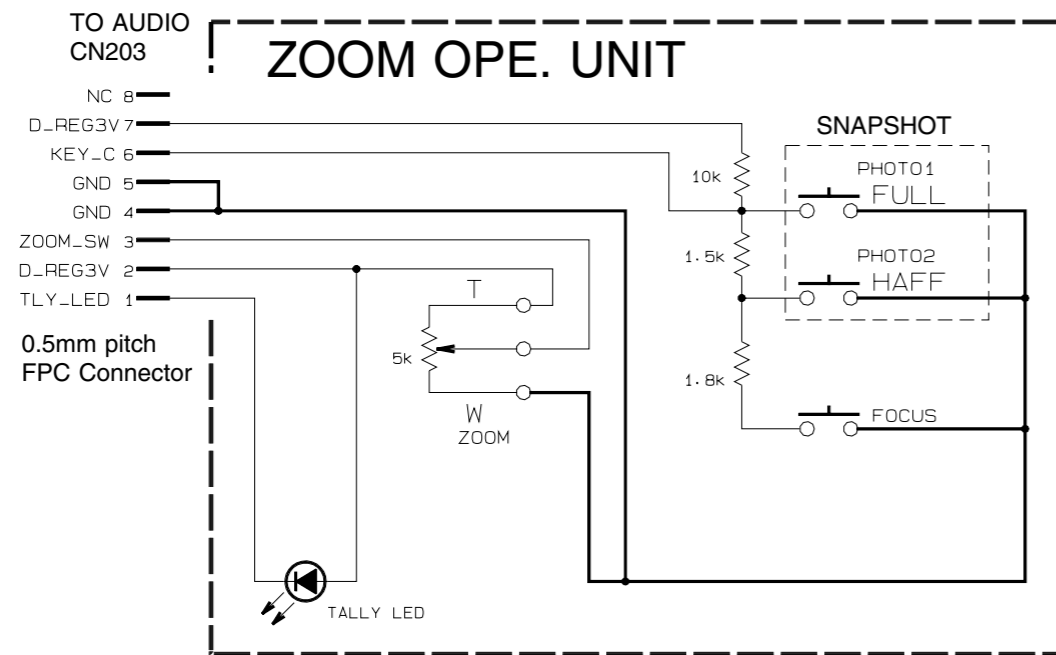 TO AUDIO
CN203
ZOOM OPE. UNIT
NC 8
D_REG3V 7
KEY_C 6
GND 5
GND 4
ZOOM_SW 3
D_REG3V 2
TLY_LED 1
0.5mm pitch
FPC Connector
SNAPSHOT
10k
PHOTO1
FULL
1.5k
PHOTO2
HAFF
1.8k
FOCUS
T
5k
W
ZOOM
TALLY LED